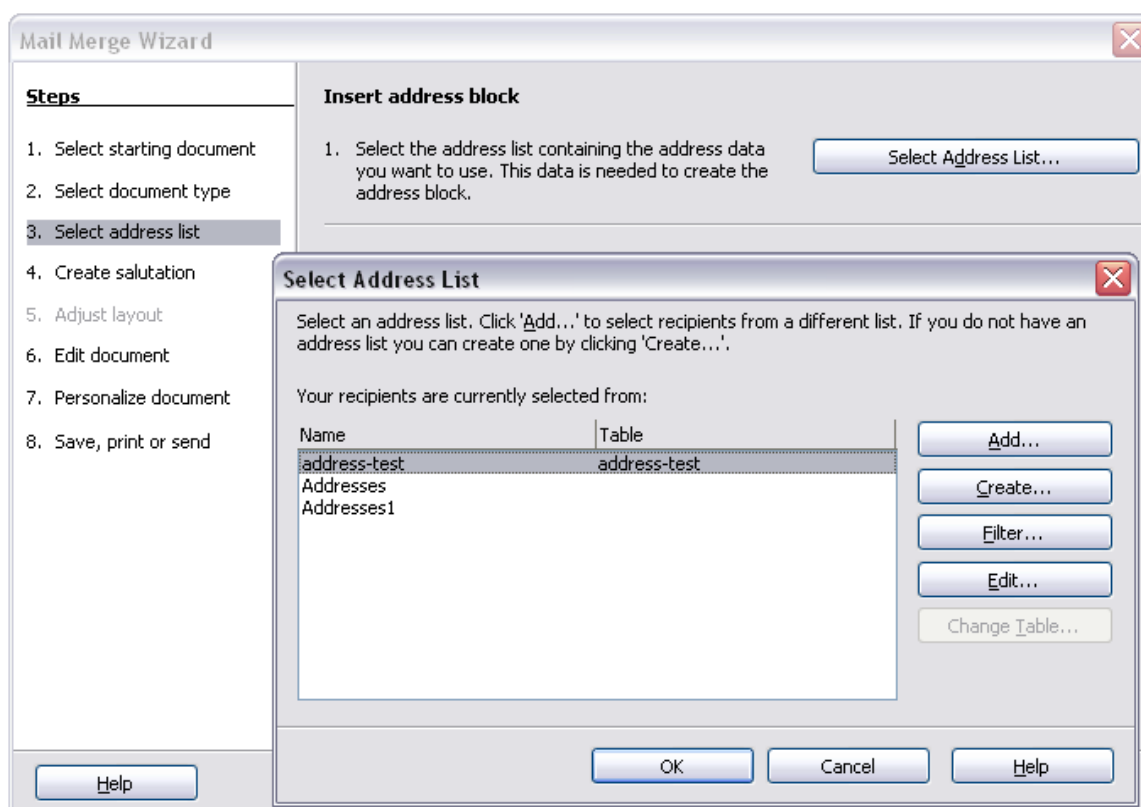 Mail Merge Wizard
Steps
1. Select starting document
2. Select document type
3. Select address list
4. Create salutation
5. Adjust layout
6. Edit document
7. Personalize document
8. Save, print or send
Help
Insert address block
1. Select the address list containing the address data
you want to use. This data is needed to create the
address block.
Select Address List...
Select Address List
Select an address list. Click 'Add...' to select recipients from a different list. If you do not have an
address list you can create one by clicking 'Create...'.
Your recipients are currently selected from:
Name Table
address-test address-test
Addresses
Addresses1
Add...
Create...
Filter...
Edit...
Change Table...
OK Cancel Help